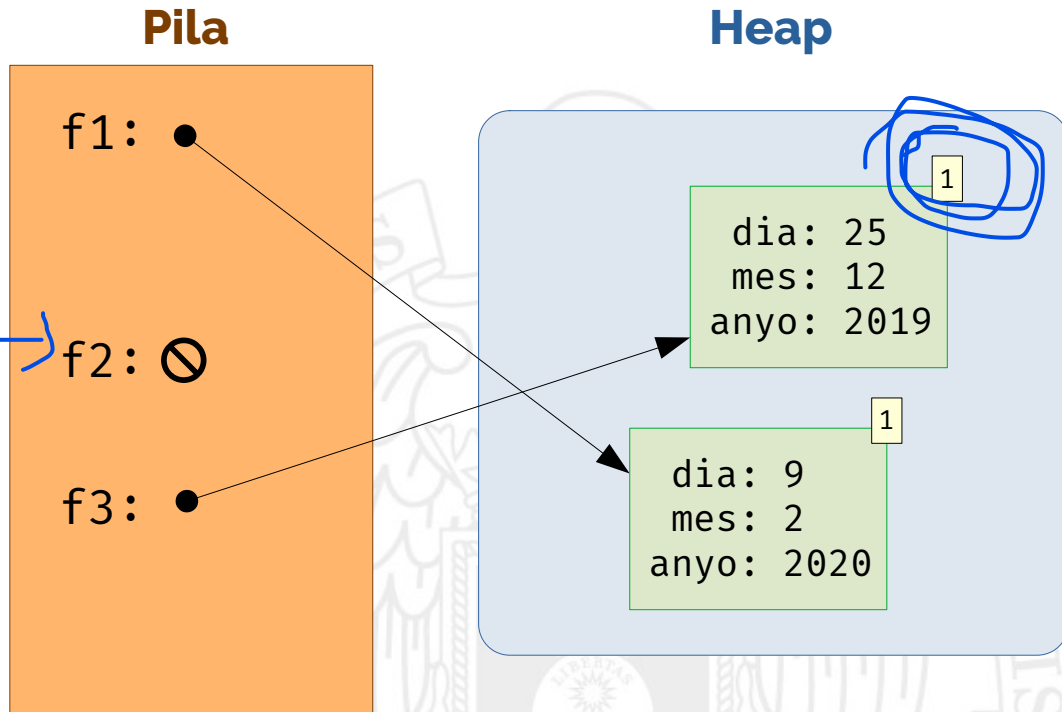 Pila
Heap
f1:
f2:
f3:
1
dia: 25
mes: 12
anyo: 2019
1
dia: 9
mes: 2
anyo: 2020
LIBERTAS